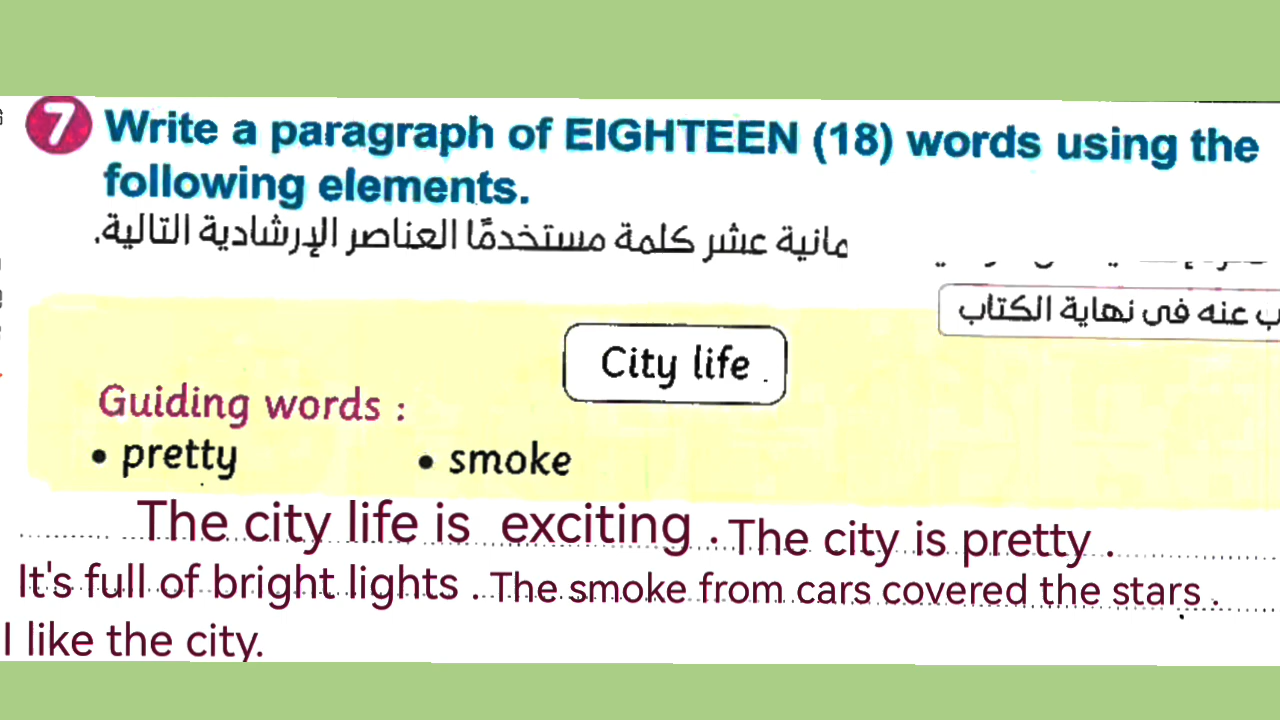 7 Write a paragraph of EIGHTEEN (18) words using the
following elements.
مانية عشر كلمة مستخدمًا العناصر الإرشادية التالية.
ب عنه فى نهاية الكتاب
City life .
Guiding words :
• pretty • smoke
The city life is exciting . The city is pretty .
It's full of bright lights . The smoke from cars covered the stars .
I like the city.